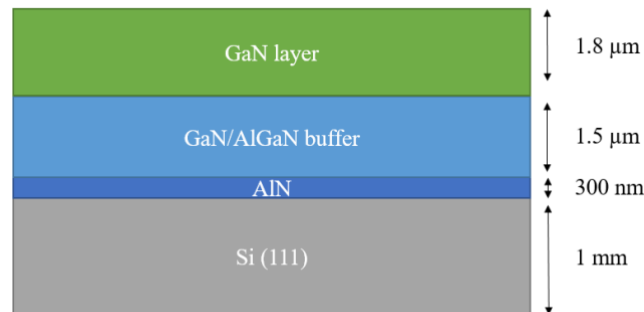 GaN layer
1.8 µm
GaN/AlGaN buffer
1.5 µm
AlN
300 nm
Si (111)
1 mm